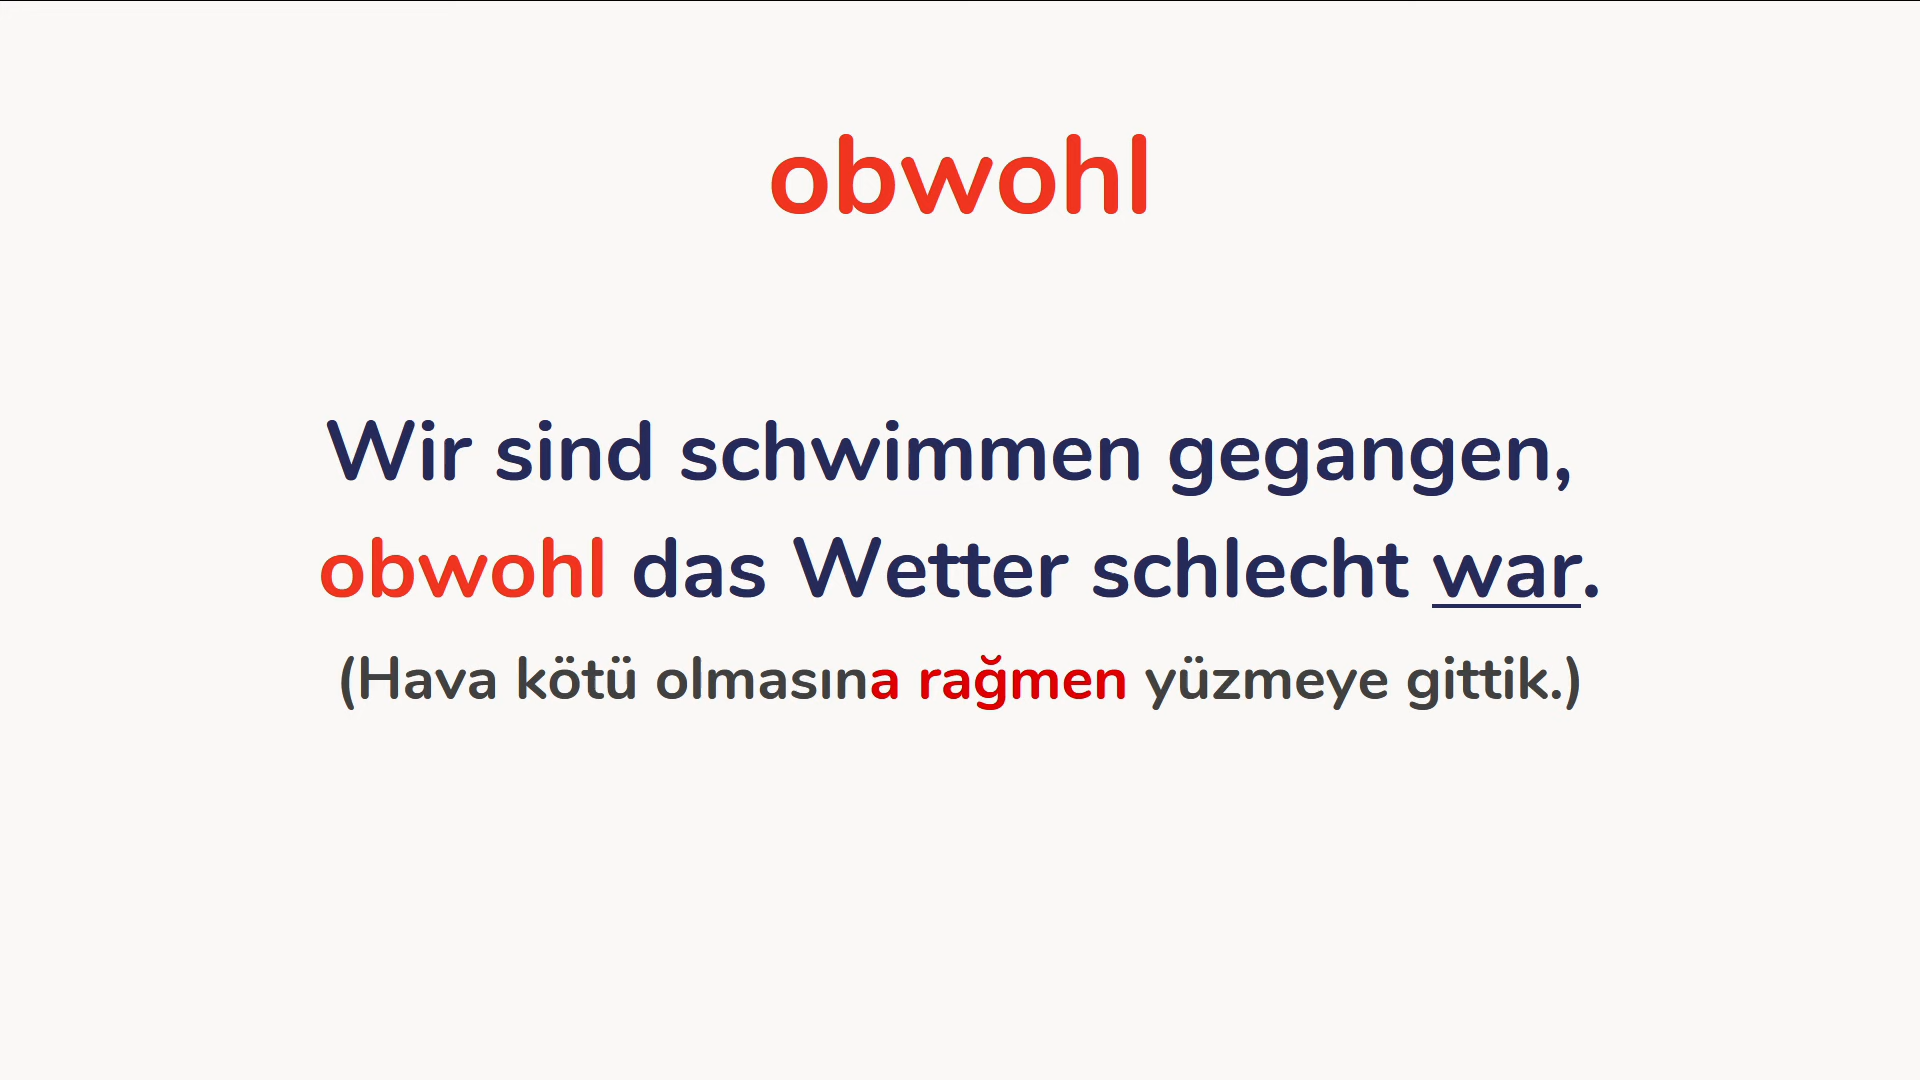 obwohl
Wir sind schwimmen gegangen,
obwohl das Wetter schlecht war.
(Hava kötü olmasına rağmen yüzmeye gittik.)